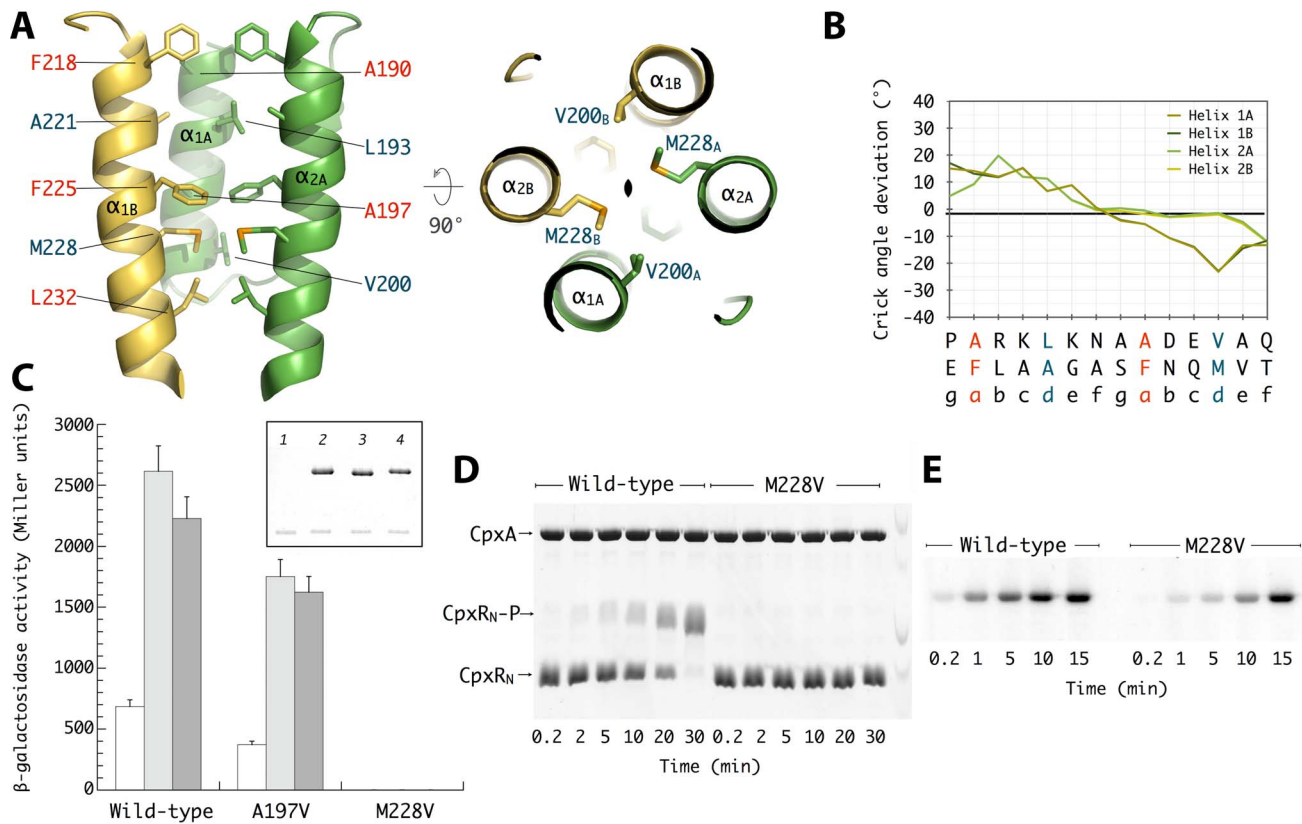 A
F218
A221
F225
M228
L232
A190
L193
A197
V200
α1A
α1B
α2A
90°
α1B
V200B
M228A
α2B
α2A
M228B
V200A
α1A
B
Crick angle deviation (°)
40
30
20
10
0
-10
-20
-30
-40
Helix 1A
Helix 1B
Helix 2A
Helix 2B
P A R K L K N A A D E V A Q
E F L A A G A S F N Q M V T
g a b c d e f g a b c d e f
C
β-galactosidase activity (Miller units)
3000
2500
2000
1500
1000
500
0
1 2 3 4
Wild-type A197V M228V
D
Wild-type M228V
CpxA
CpxRN-P
CpxRN
0.2 2 5 10 20 30 0.2 2 5 10 20 30
Time (min)
E
Wild-type M228V
0.2 1 5 10 15 0.2 1 5 10 15
Time (min)